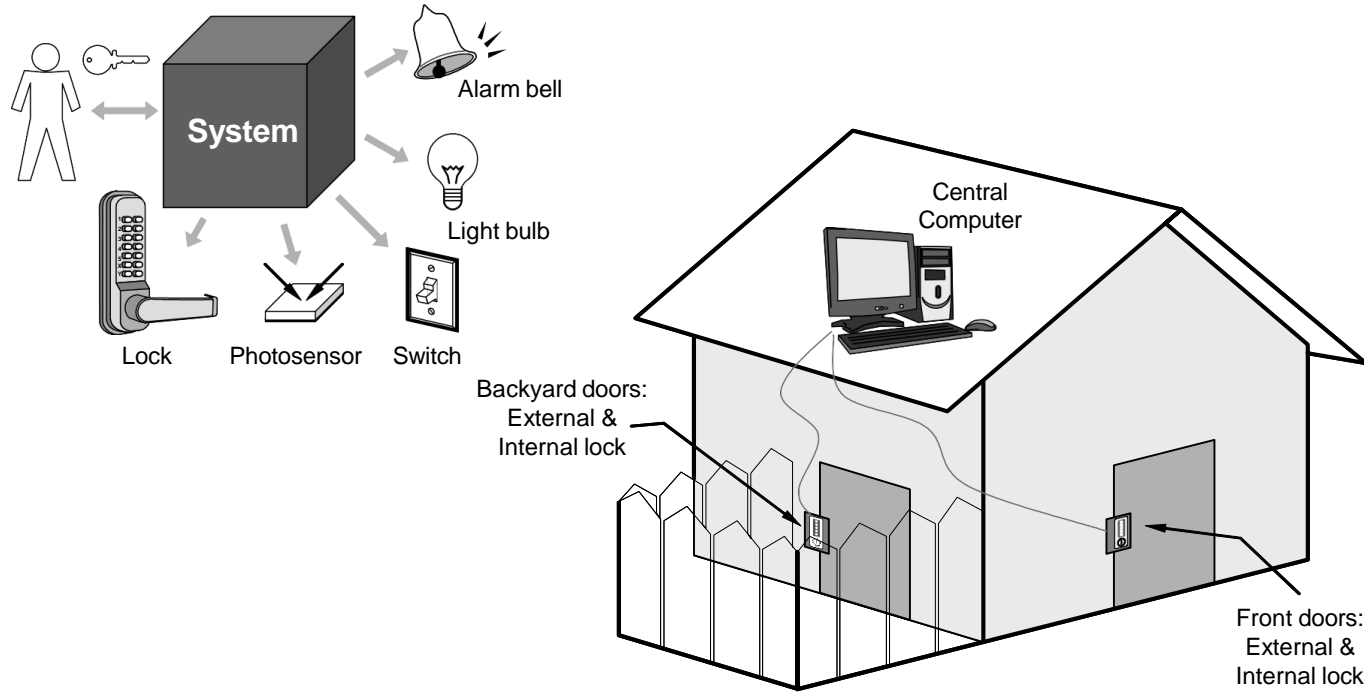 Alarm bell
System
Light bulb
Lock
Photosensor
Switch
Central
Computer
Backyard doors:
External &
Internal lock
Front doors:
External &
Internal lock